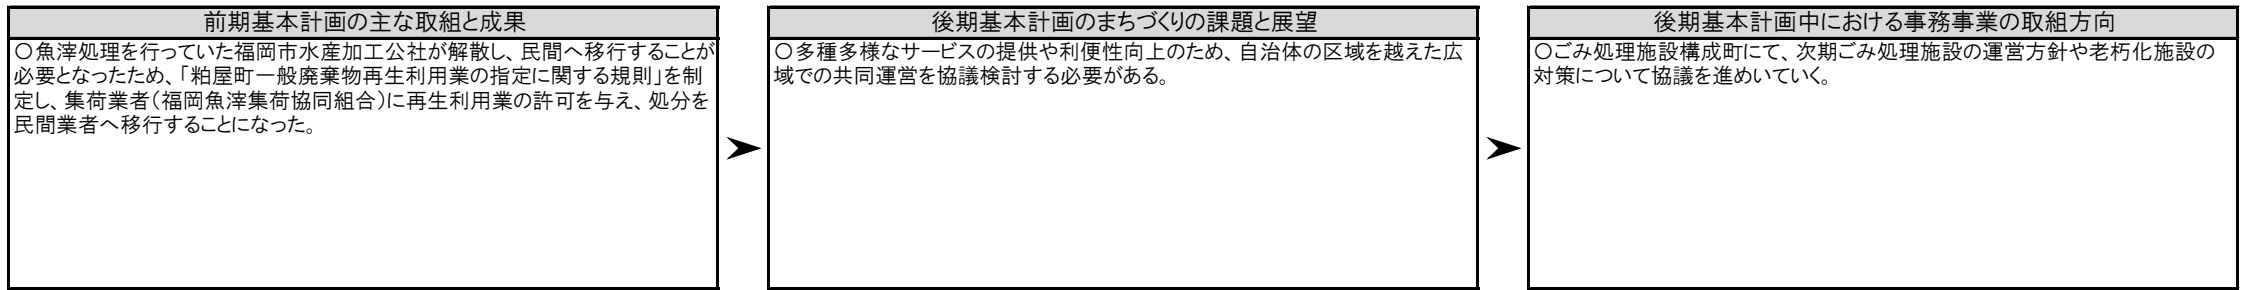 前期基本計画の主な取組と成果
〇魚滓処理を行っていた福岡市水産加工公社が解散し、民間へ移行することが
必要となったため、「粕屋町一般廃棄物再生利用業の指定に関する規則」を制
定し、集荷業者（福岡魚滓集荷協同組合）に再生利用業の許可を与え、処分を
民間業者へ移行することになった。
後期基本計画のまちづくりの課題と展望
〇多種多様なサービスの提供や利便性向上のため、自治体の区域を越えた広
域での共同運営を協議検討する必要がある。
後期基本計画中における事務事業の取組方向
〇ごみ処理施設構成町にて、次期ごみ処理施設の運営方針や老朽化施設の
対策について協議を進めいていく。